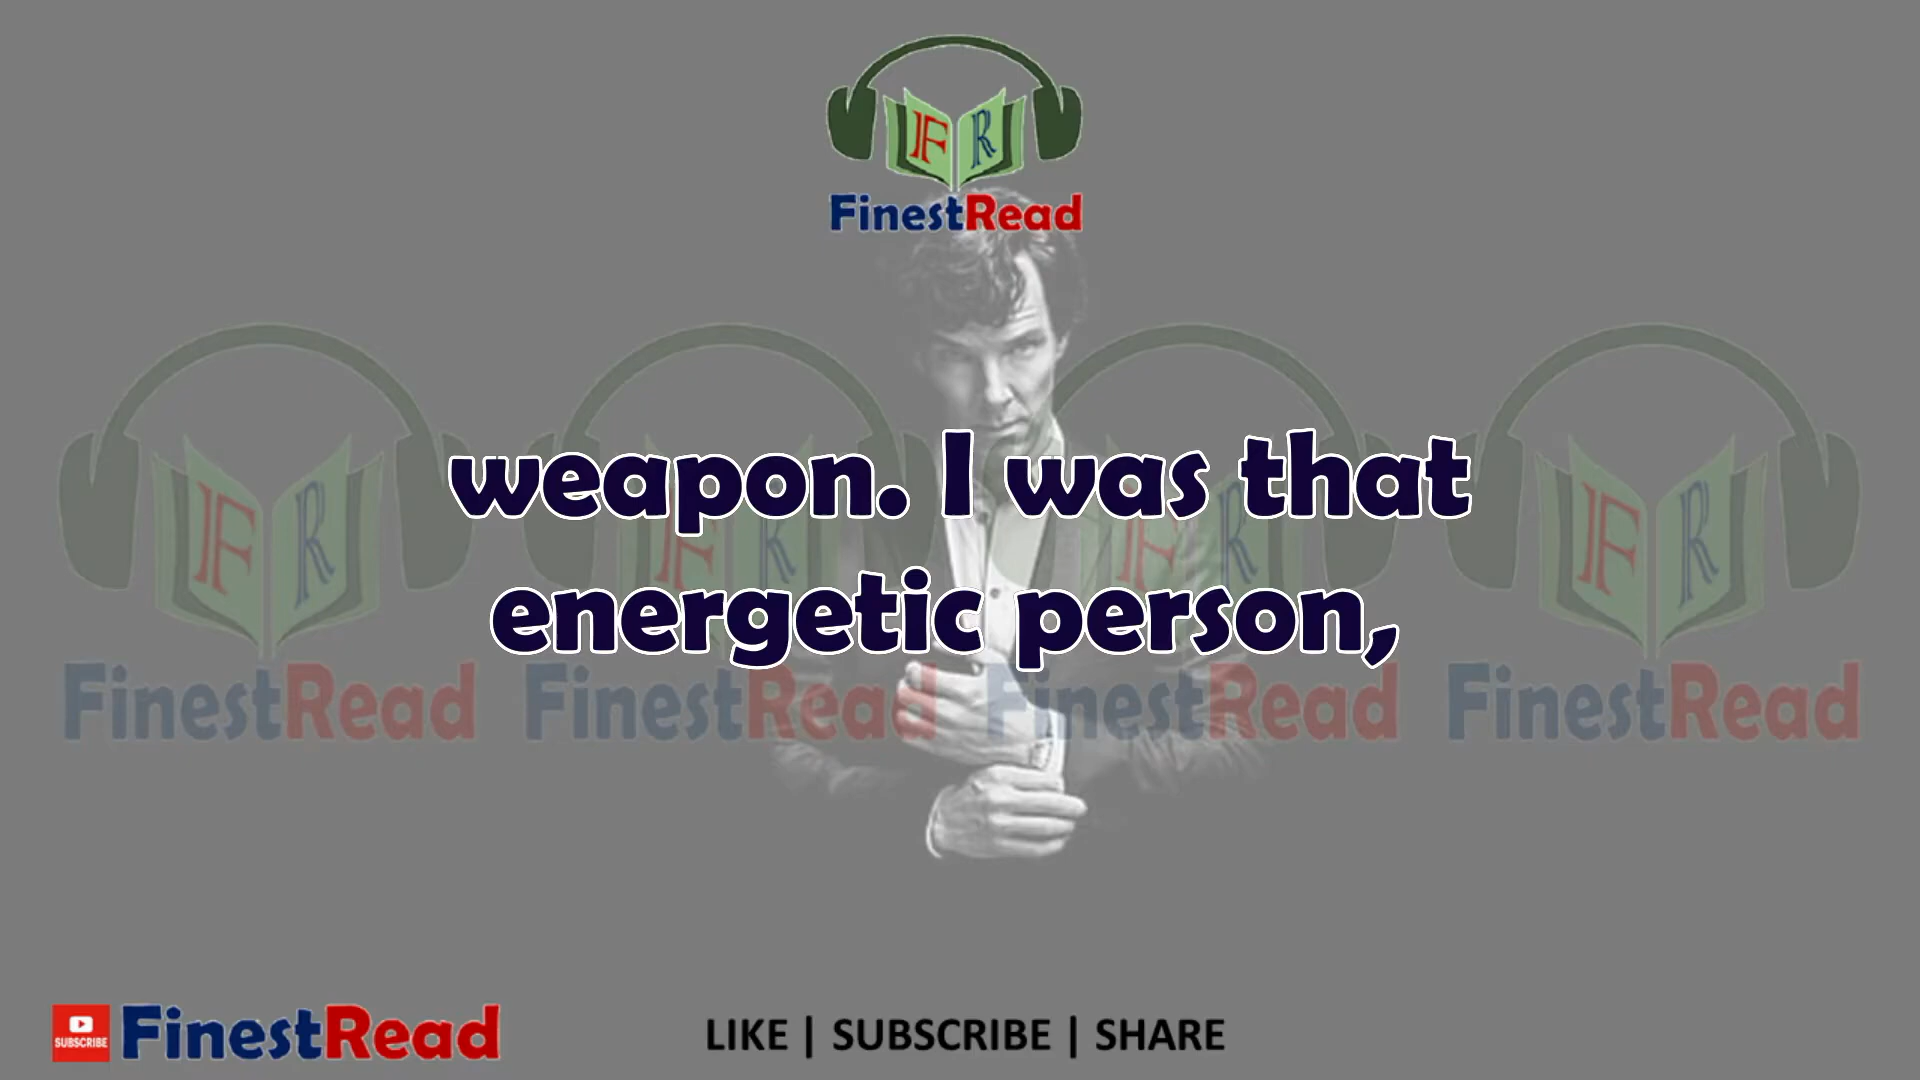 F R
FinestRead
weapon. I was that
energetic person,
F R F R F R F R
FinestRead FinestRead FinestRead FinestRead
SUBSCRIBE FinestRead LIKE | SUBSCRIBE | SHARE